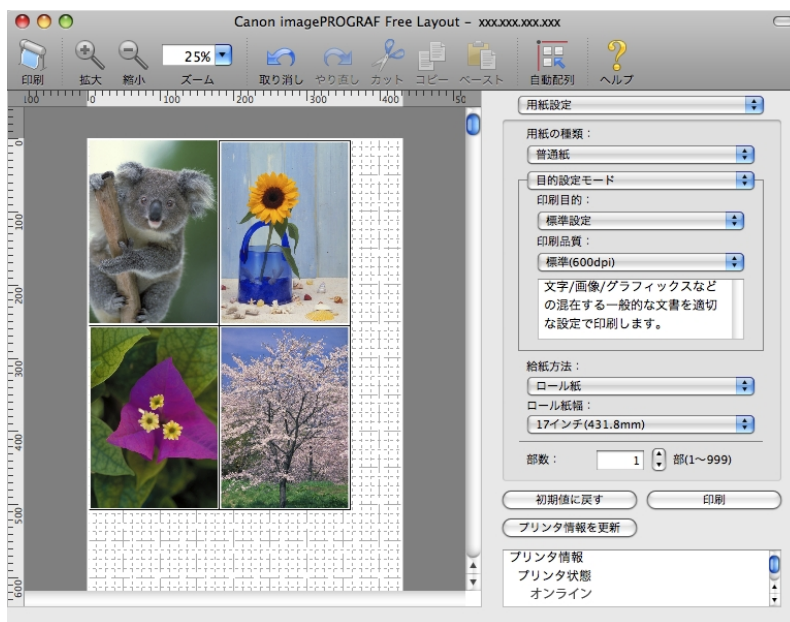 Canon imagePROGRAF Free Layout – xxx.xxx.xxx.xxx
印刷 拡大 縮小 25% ズーム 取り消し やり直し カット コピー ペースト 自動配列 ヘルプ
100 0 100 200 300 400 50
0
100
200
300
400
500
600
用紙設定
用紙の種類：
普通紙
目的設定モード
印刷目的：
標準設定
印刷品質：
標準(600dpi)
文字/画像/グラフィックスなど
の混在する一般的な文書を適切
な設定で印刷します。
給紙方法：
ロール紙
ロール紙幅：
17インチ(431.8mm)
部数： 1 部(1〜999)
初期値に戻す 印刷
プリンタ情報を更新
プリンタ情報
プリンタ状態
オンライン